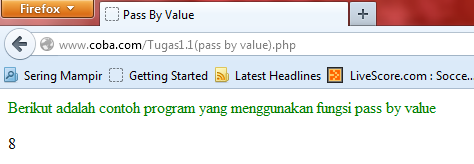 Firefox
Pass By Value
www.coba.com/Tugas1.1(pass by value).php
Sering Mampir
Getting Started
Latest Headlines
LiveScore.com : Socce...
Berikut adalah contoh program yang menggunakan fungsi pass by value
8